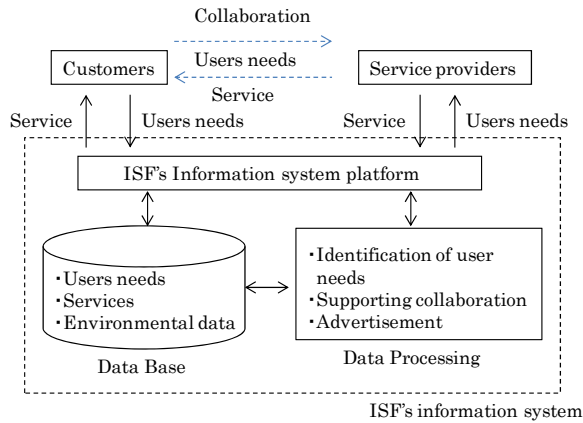 Collaboration
Customers
Users needs
Service providers
Service
Service
Users needs
Service
Users needs
ISF's Information system platform
・Users needs
・Services
・Environmental data
・Identification of user
needs
・Supporting collaboration
・Advertisement
Data Base
Data Processing
ISF's information system